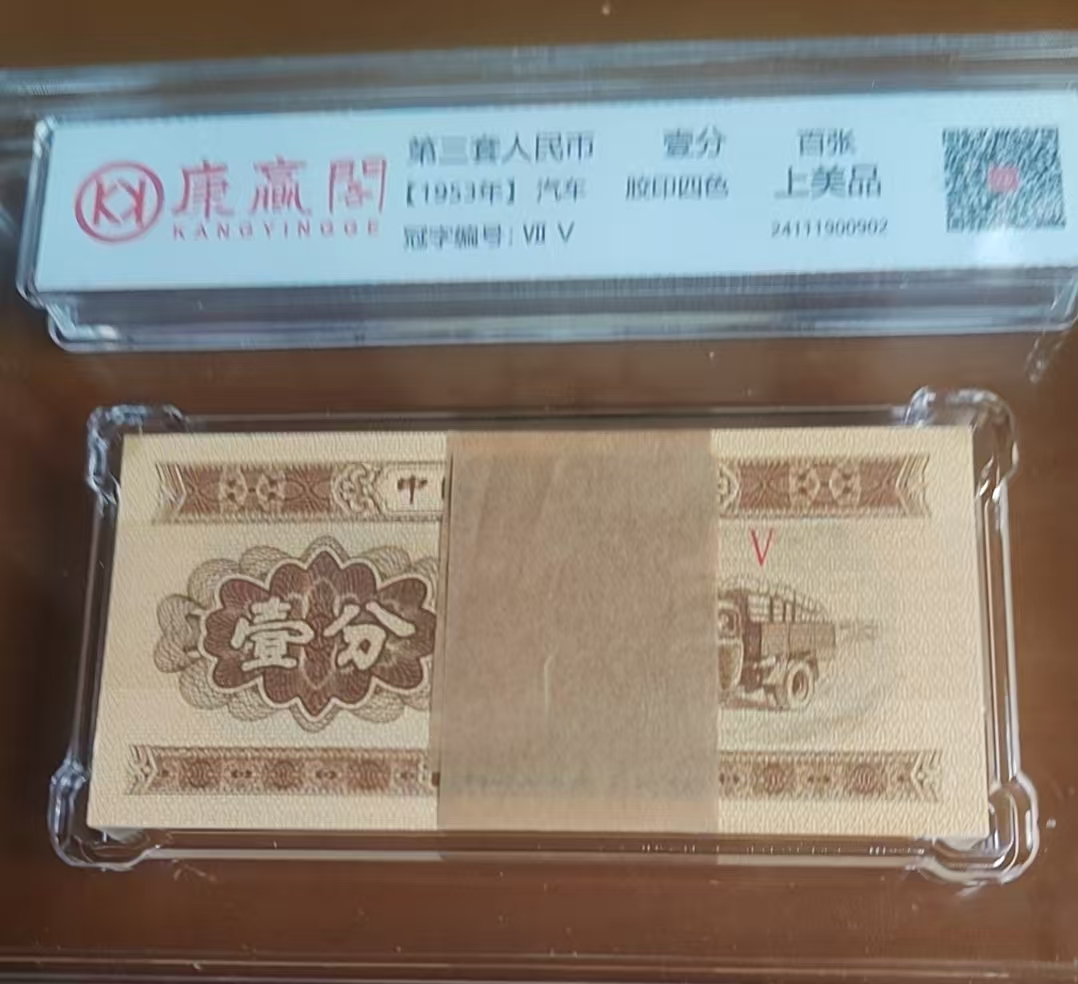 康赢閣
KANGYINGGE
第三套人民币 壹分 百张
【1953年】 汽车 胶印四色 上美品
冠字编号: Ⅶ Ⅴ 24111900902
中
V
壹分